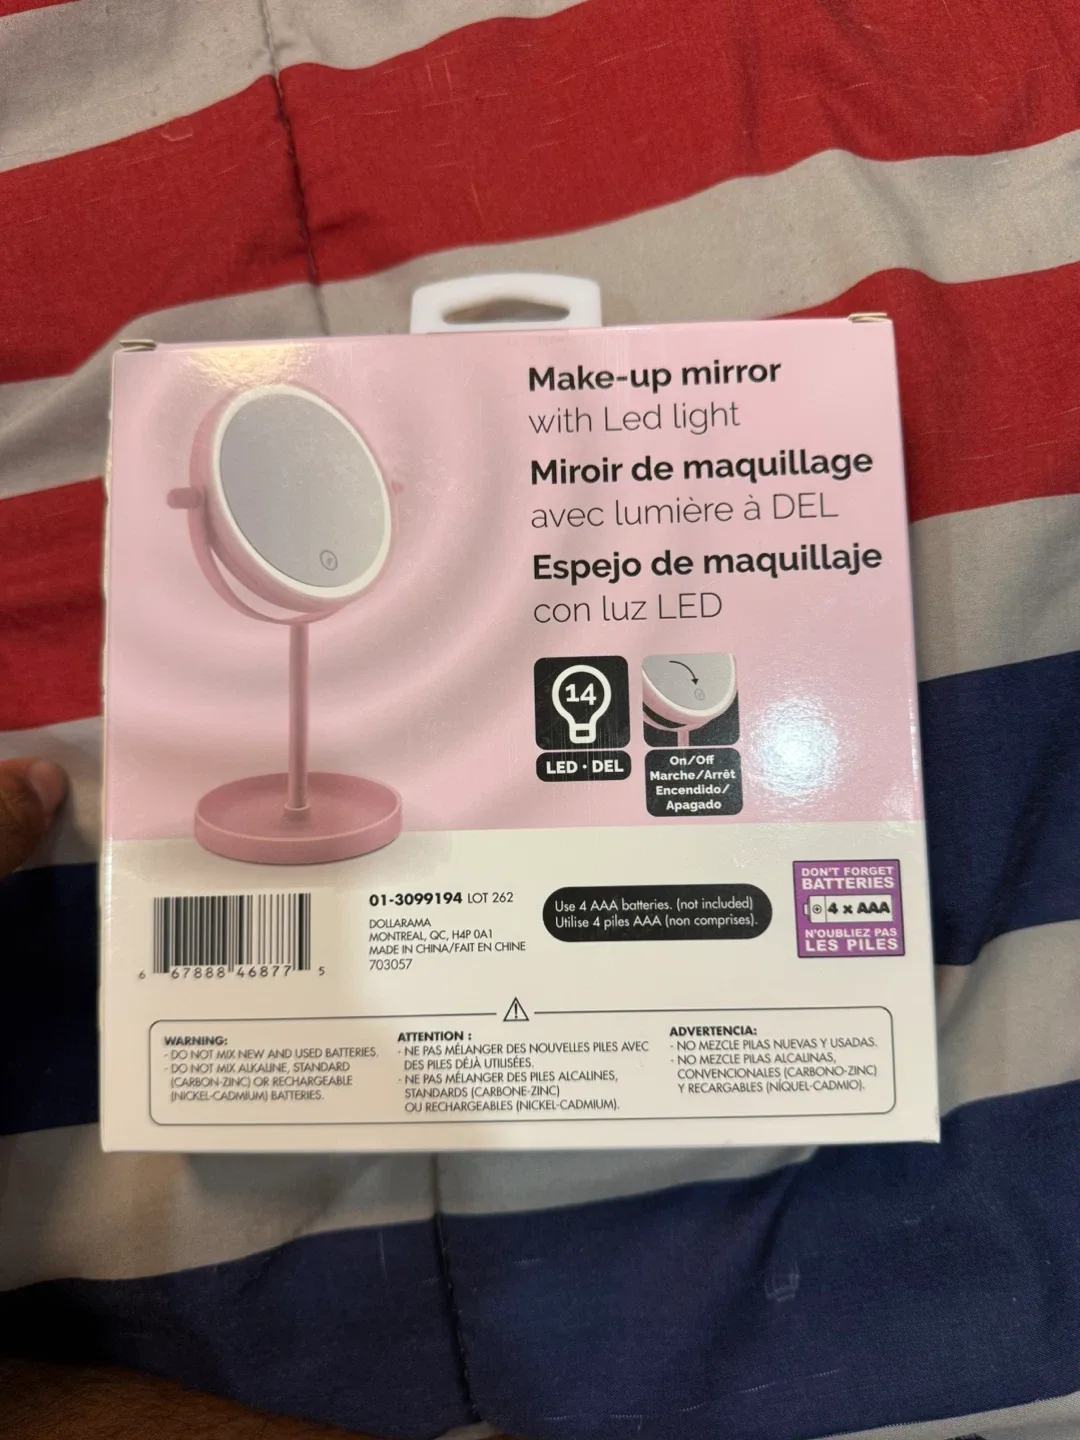 Make-up mirror
with Led light
Miroir de maquillage
avec lumière à DEL
Espejo de maquillaje
con luz LED
14
LED · DEL
On/Off
Marche/Arrêt
Encendido/
Apagado
01-3099194 LOT 262
DOLLARAMA
MONTREAL, QC, H4P 0A1
MADE IN CHINA/FAIT EN CHINE
703057
6 67888 46877 5
Use 4 AAA batteries. (not included)
Utilise 4 piles AAA (non comprises).
DON'T FORGET
BATTERIES
4 x AAA
N'OUBLIEZ PAS
LES PILES
WARNING:
- DO NOT MIX NEW AND USED BATTERIES.
- DO NOT MIX ALKALINE, STANDARD
(CARBON-ZINC) OR RECHARGEABLE
(NICKEL-CADMIUM) BATTERIES.
ATTENTION :
- NE PAS MÉLANGER DES NOUVELLES PILES AVEC
DES PILES DÉJÀ UTILISÉES.
- NE PAS MÉLANGER DES PILES ALCALINES,
STANDARDS (CARBONE-ZINC)
OU RECHARGEABLES (NICKEL-CADMIUM).
ADVERTENCIA:
- NO MEZCLE PILAS NUEVAS Y USADAS.
- NO MEZCLE PILAS ALCALINAS,
CONVENCIONALES (CARBONO-ZINC)
Y RECARGABLES (NÍQUEL-CADMIO).